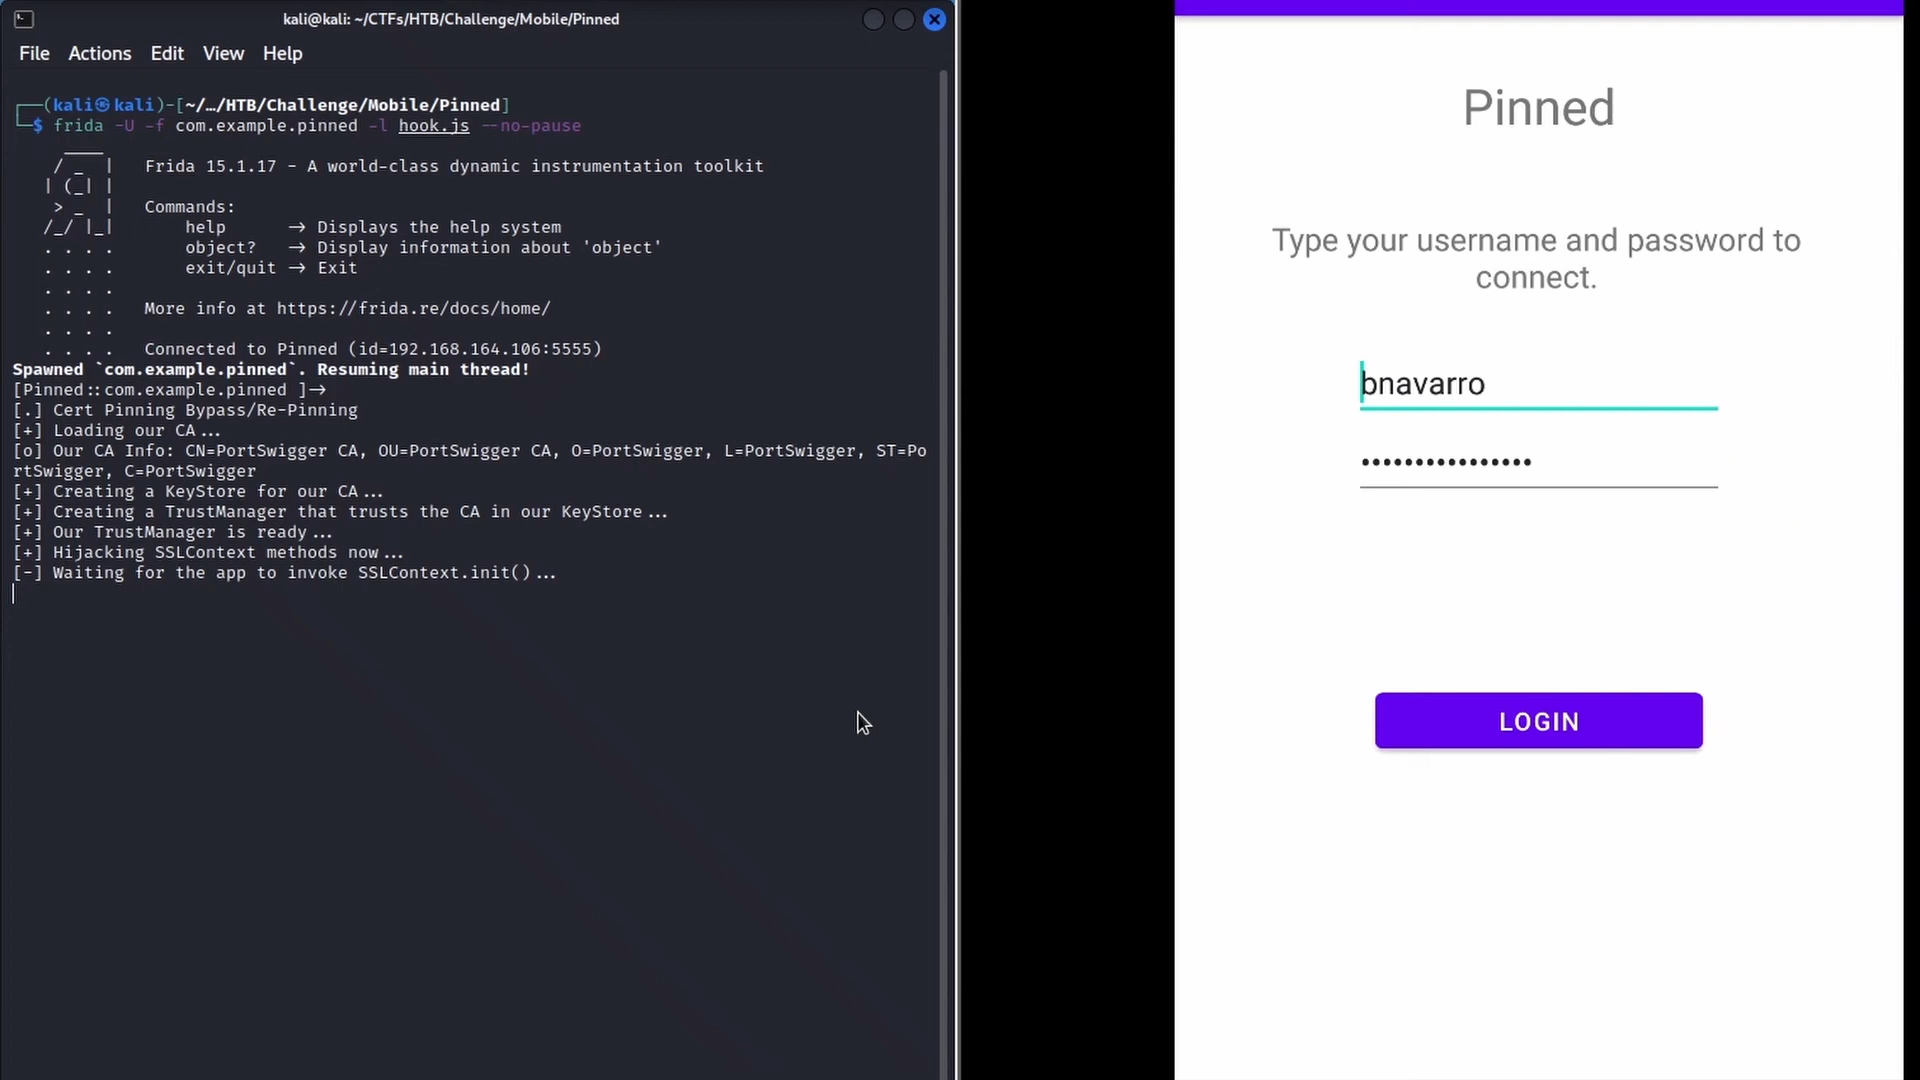 kali@kali: ~/CTFs/HTB/Challenge/Mobile/Pinned
File Actions Edit View Help
┌──(kali㉿kali)-[~/…/HTB/Challenge/Mobile/Pinned]
└─$ frida -U -f com.example.pinned -l hook.js --no-pause
     ____
    / _  |   Frida 15.1.17 - A world-class dynamic instrumentation toolkit
   | (_| |
    > _  |   Commands:
   /_/ |_|       help      → Displays the help system
   . . . .       object?   → Display information about 'object'
   . . . .       exit/quit → Exit
   . . . .
   . . . .   More info at https://frida.re/docs/home/
   . . . .
   . . . .   Connected to Pinned (id=192.168.164.106:5555)
Spawned `com.example.pinned`. Resuming main thread!
[Pinned::com.example.pinned ]→
[.] Cert Pinning Bypass/Re-Pinning
[+] Loading our CA...
[o] Our CA Info: CN=PortSwigger CA, OU=PortSwigger CA, O=PortSwigger, L=PortSwigger, ST=Po
rtSwigger, C=PortSwigger
[+] Creating a KeyStore for our CA...
[+] Creating a TrustManager that trusts the CA in our KeyStore...
[+] Our TrustManager is ready...
[+] Hijacking SSLContext methods now...
[-] Waiting for the app to invoke SSLContext.init()...
Pinned
Type your username and password to
connect.
bnavarro
••••••••••••••••
LOGIN